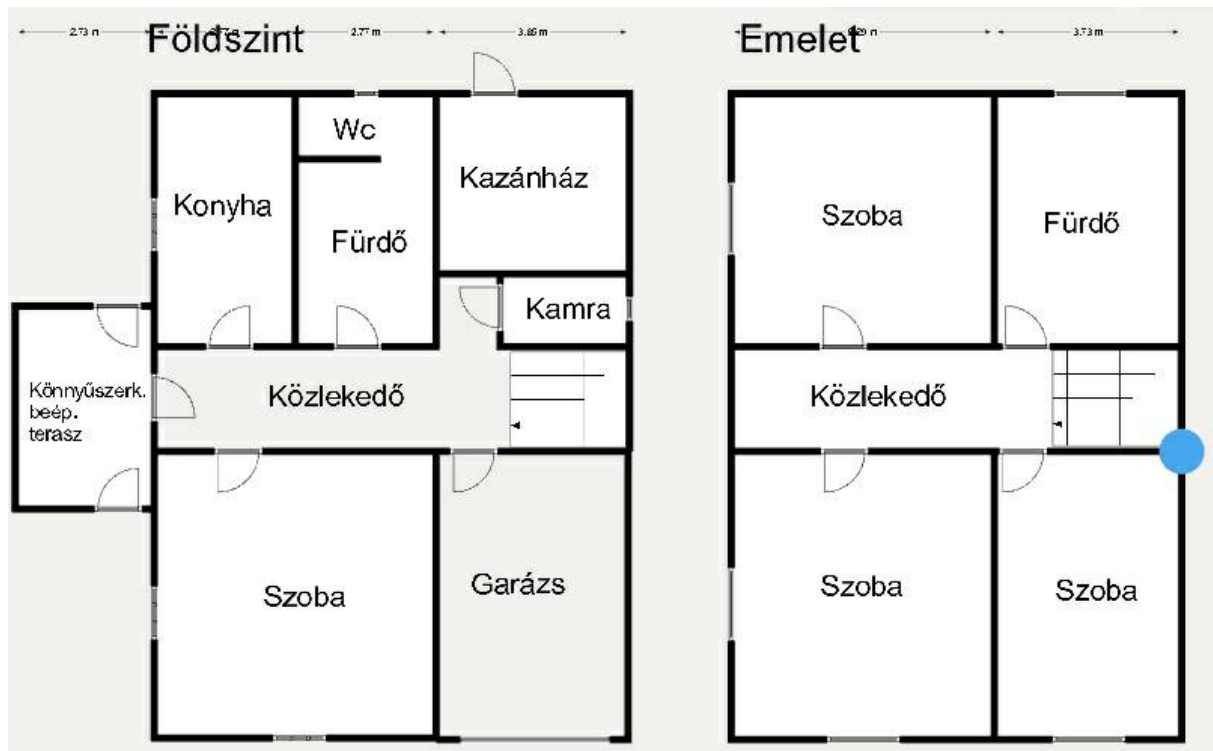 Földszint
Emelet
2.73 m
2.77 m
3.85 m
3.73 m
Wc
Konyha
Kazánház
Fürdő
Szoba
Fürdő
Kamra
Könnyűszerk.
beép.
terasz
Közlekedő
Közlekedő
Szoba
Garázs
Szoba
Szoba